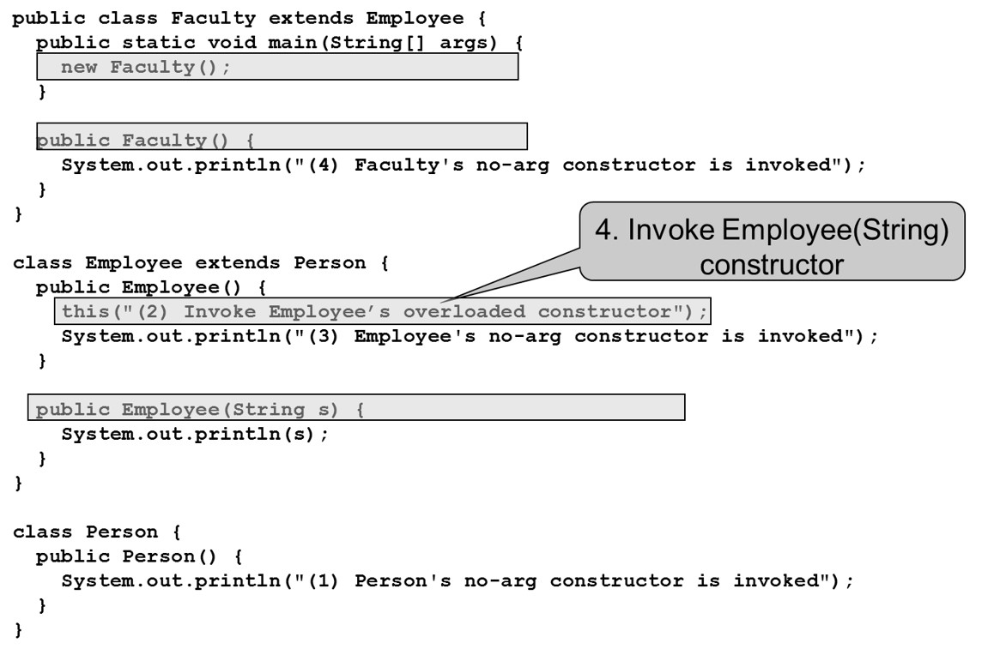 public class Faculty extends Employee {
  public static void main(String[] args) {
    new Faculty();
  }

  public Faculty() {
    System.out.println("(4) Faculty's no-arg constructor is invoked");
  }
}

4. Invoke Employee(String)
constructor

class Employee extends Person {
  public Employee() {
    this("(2) Invoke Employee’s overloaded constructor");
    System.out.println("(3) Employee's no-arg constructor is invoked");
  }

  public Employee(String s) {
    System.out.println(s);
  }
}

class Person {
  public Person() {
    System.out.println("(1) Person's no-arg constructor is invoked");
  }
}